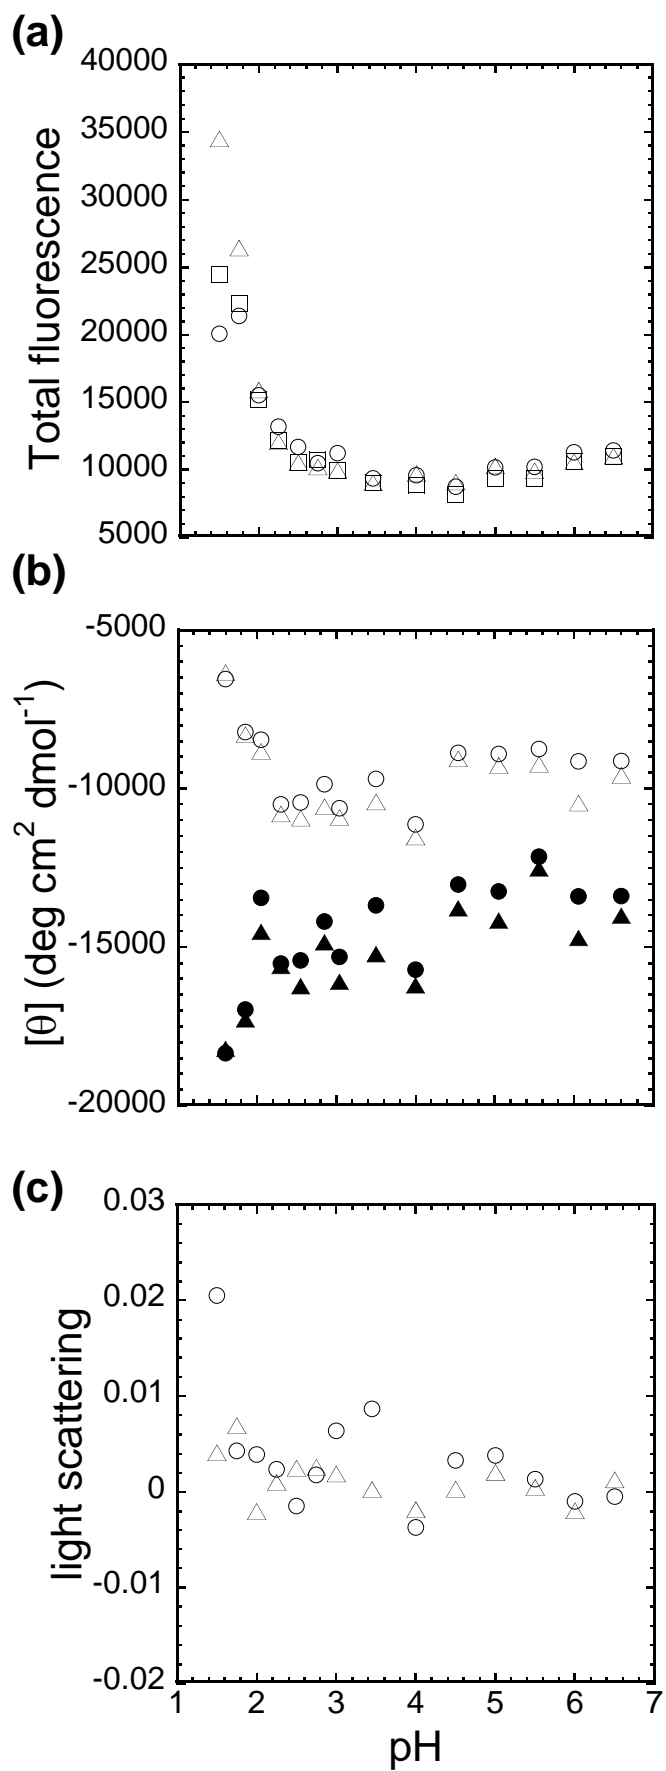 (a)
40000
35000
30000
25000
20000
15000
10000
5000
Total fluorescence
(b)
-5000
-10000
-15000
-20000
[θ] (deg cm² dmol⁻¹)
(c)
0.03
0.02
0.01
0
-0.01
-0.02
light scattering
1 2 3 4 5 6 7
pH